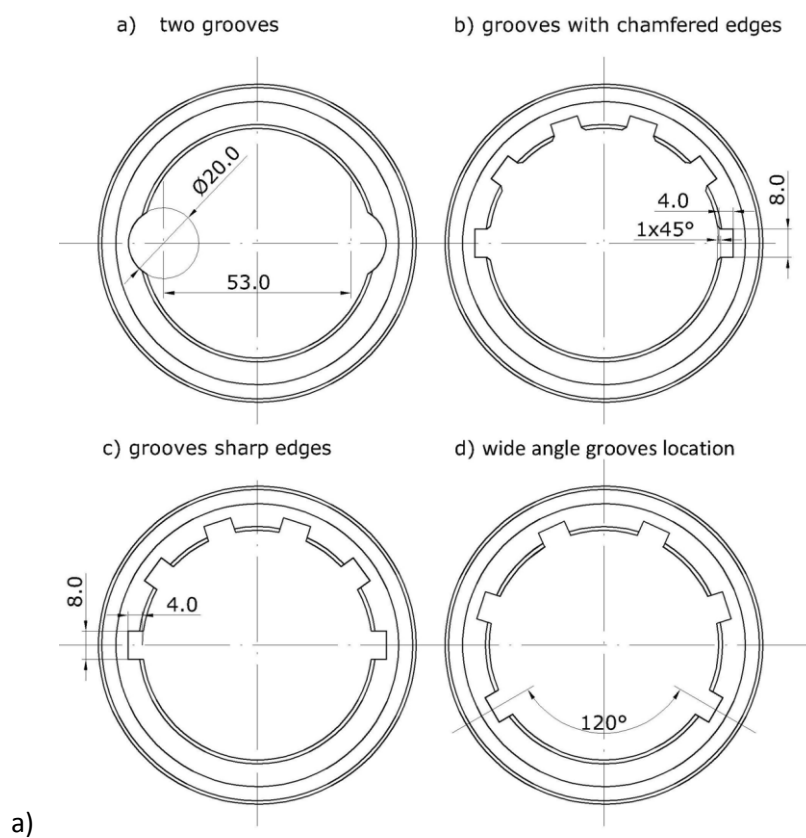 a) two grooves
b) grooves with chamfered edges
Ø20.0
53.0
4.0
8.0
1x45°
c) grooves sharp edges
d) wide angle grooves location
8.0
4.0
120°
a)